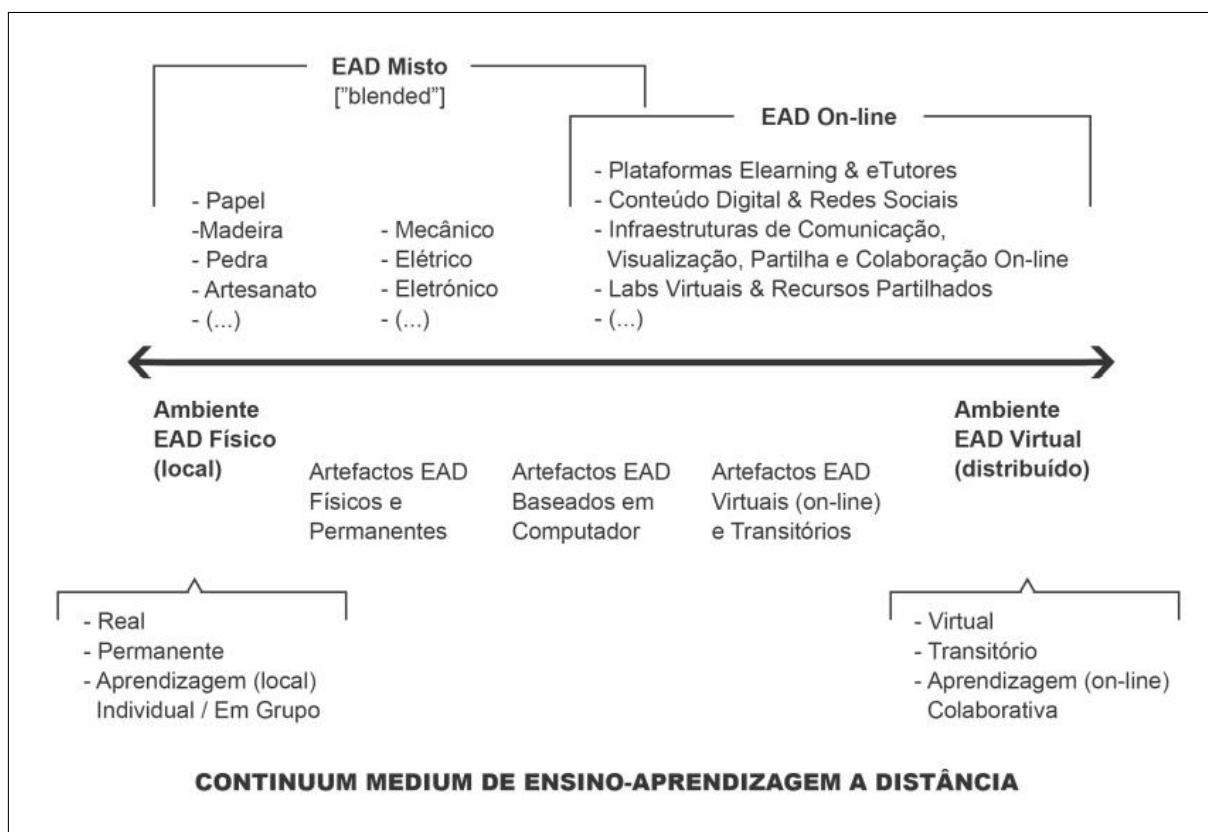 EAD Misto
["blended"]
EAD On-line
- Papel
-Madeira
- Pedra
- Artesanato
- (...)
- Mecânico
- Elétrico
- Eletrónico
- (...)
- Plataformas Elearning & eTutores
- Conteúdo Digital & Redes Sociais
- Infraestruturas de Comunicação,
Visualização, Partilha e Colaboração On-line
- Labs Virtuais & Recursos Partilhados
- (...)
Ambiente
EAD Físico
(local)
Artefactos EAD
Físicos e
Permanentes
Artefactos EAD
Baseados em
Computador
Artefactos EAD
Virtuais (on-line)
e Transitórios
Ambiente
EAD Virtual
(distribuído)
- Real
- Permanente
- Aprendizagem (local)
Individual / Em Grupo
- Virtual
- Transitório
- Aprendizagem (on-line)
Colaborativa
CONTINUUM MEDIUM DE ENSINO-APRENDIZAGEM A DISTÂNCIA